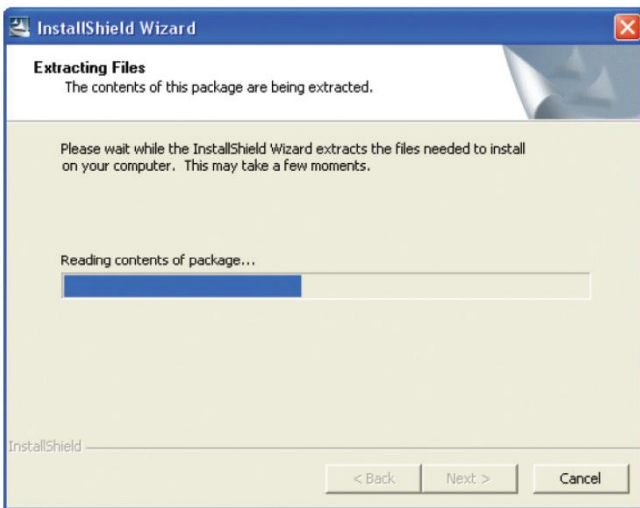 InstallShield Wizard
Extracting Files
The contents of this package are being extracted.
Please wait while the InstallShield Wizard extracts the files needed to install
on your computer. This may take a few moments.
Reading contents of package...
InstallShield
< Back
Next >
Cancel